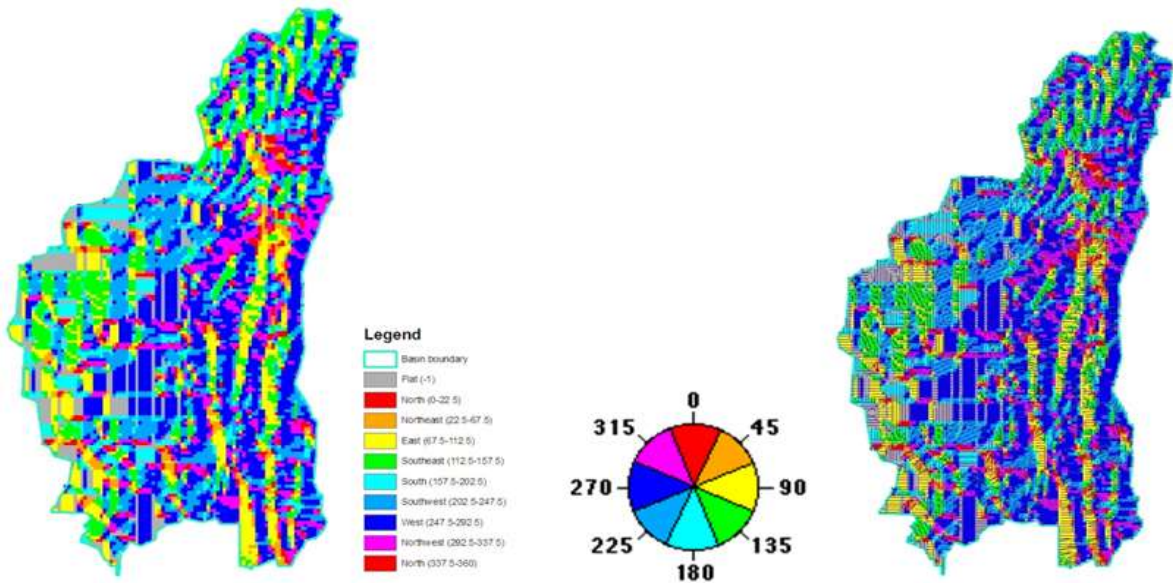 Legend
Basin boundary
Flat (-1)
North (0-22.5)
Northeast (22.5-67.5)
East (67.5-112.5)
Southeast (112.5-157.5)
South (157.5-202.5)
Southwest (202.5-247.5)
West (247.5-292.5)
Northwest (292.5-337.5)
North (337.5-360)
0
315 45
270 90
225 135
180